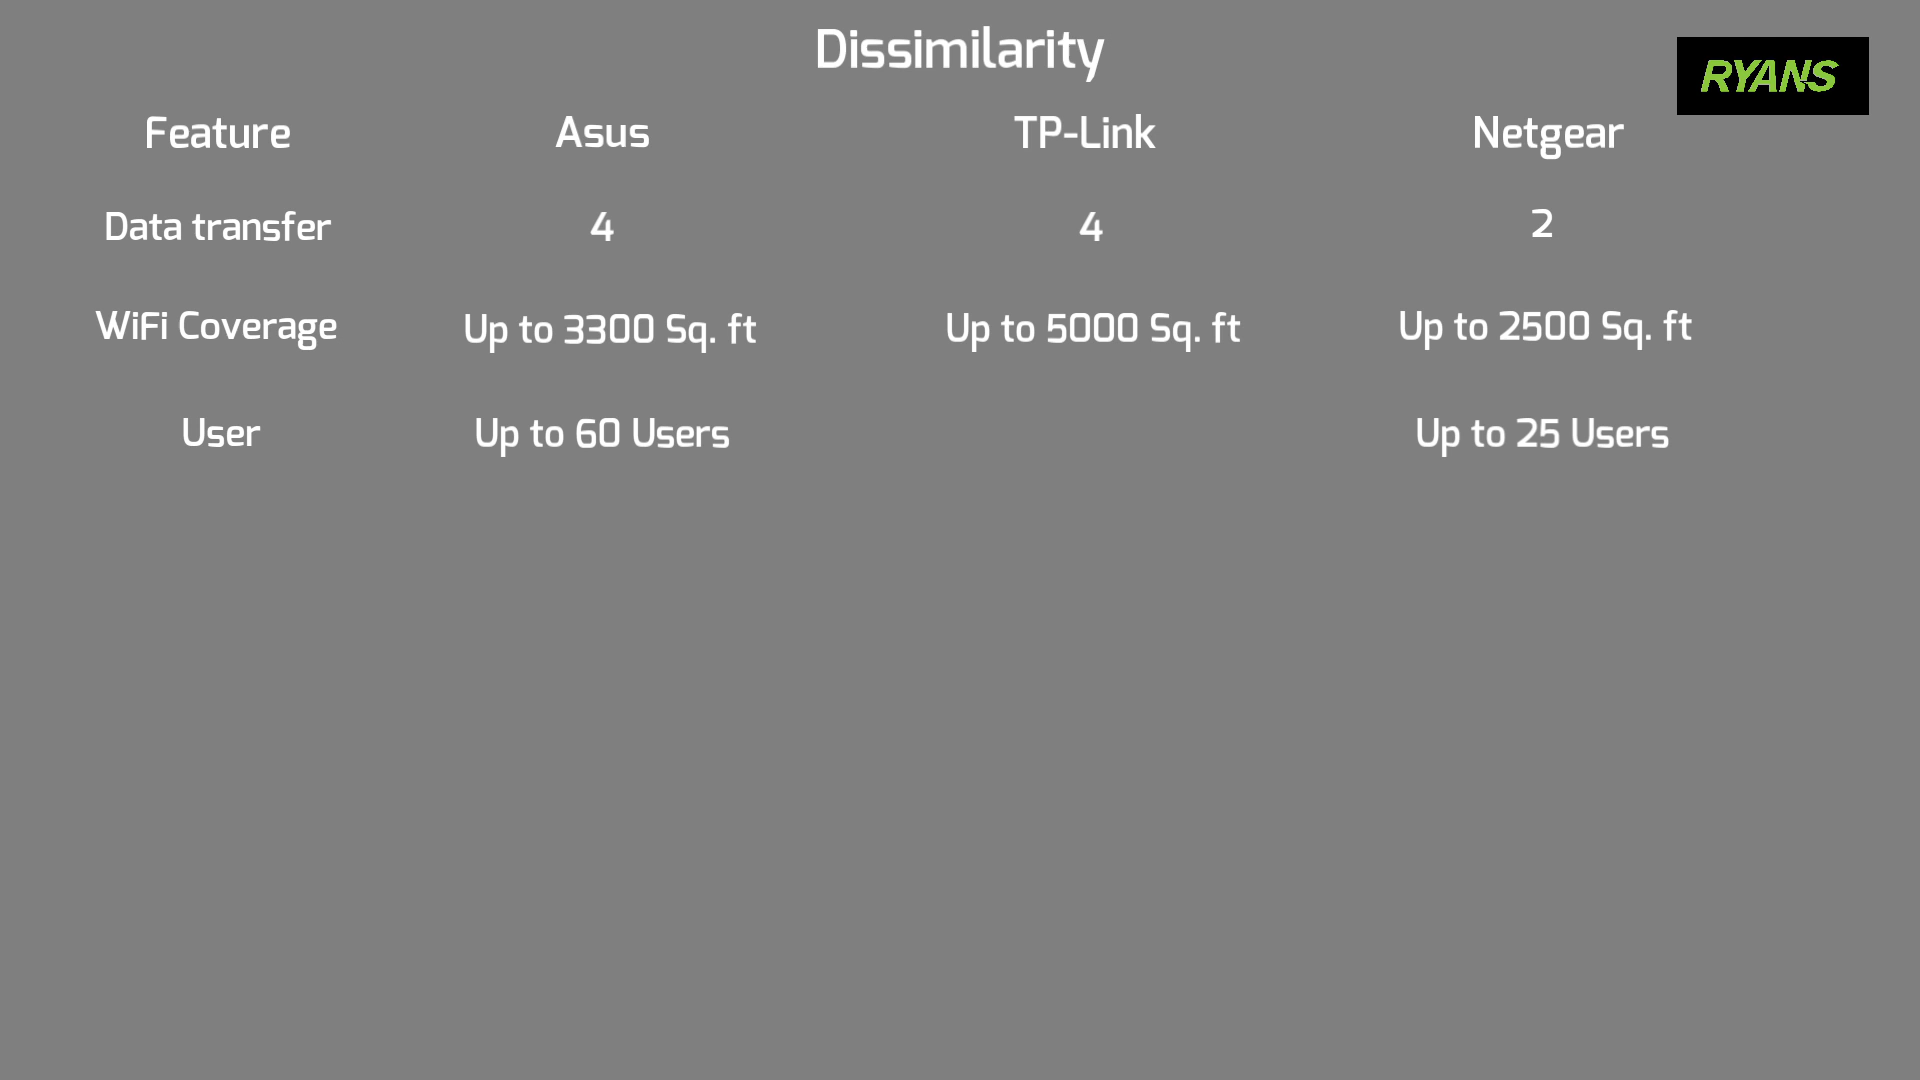 Dissimilarity
RYANS
Feature Asus TP-Link Netgear
Data transfer 4 4 2
WiFi Coverage Up to 3300 Sq. ft Up to 5000 Sq. ft Up to 2500 Sq. ft
User Up to 60 Users Up to 25 Users